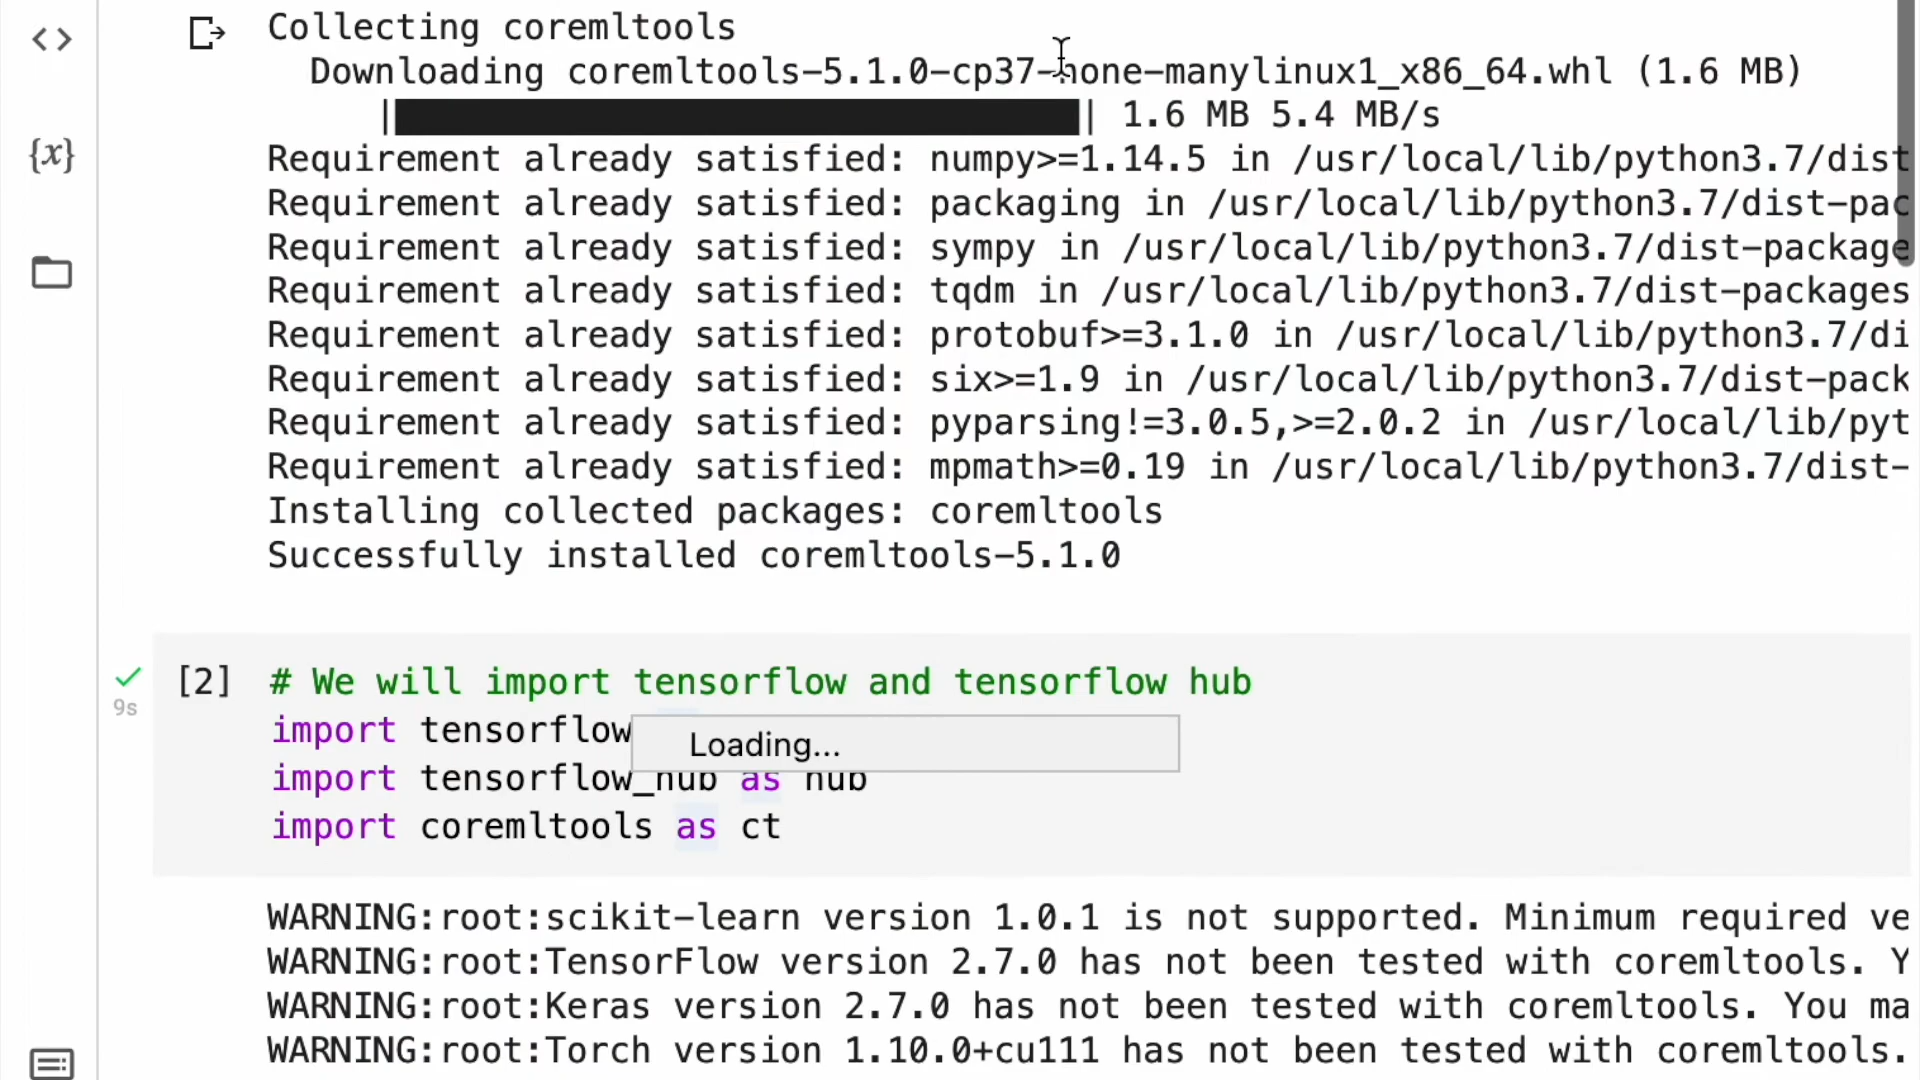 Collecting coremltools
Downloading coremltools-5.1.0-cp37-none-manylinux1_x86_64.whl (1.6 MB)
|████████████████████████████████| 1.6 MB 5.4 MB/s
Requirement already satisfied: numpy>=1.14.5 in /usr/local/lib/python3.7/dist
Requirement already satisfied: packaging in /usr/local/lib/python3.7/dist-pac
Requirement already satisfied: sympy in /usr/local/lib/python3.7/dist-package
Requirement already satisfied: tqdm in /usr/local/lib/python3.7/dist-packages
Requirement already satisfied: protobuf>=3.1.0 in /usr/local/lib/python3.7/di
Requirement already satisfied: six>=1.9 in /usr/local/lib/python3.7/dist-pack
Requirement already satisfied: pyparsing!=3.0.5,>=2.0.2 in /usr/local/lib/pyt
Requirement already satisfied: mpmath>=0.19 in /usr/local/lib/python3.7/dist-
Installing collected packages: coremltools
Successfully installed coremltools-5.1.0
[2] # We will import tensorflow and tensorflow hub
9s
import tensorflow
Loading...
import tensorflow_hub as hub
import coremltools as ct
WARNING:root:scikit-learn version 1.0.1 is not supported. Minimum required ve
WARNING:root:TensorFlow version 2.7.0 has not been tested with coremltools. Y
WARNING:root:Keras version 2.7.0 has not been tested with coremltools. You ma
WARNING:root:Torch version 1.10.0+cu111 has not been tested with coremltools.